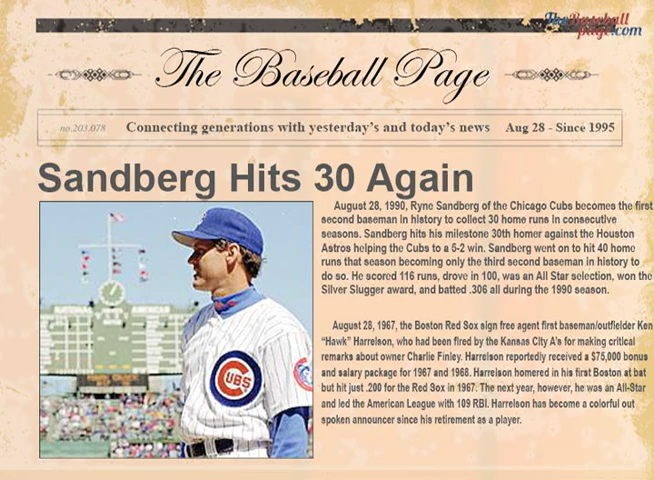 TheBaseball
page.com
The Baseball Page
no.203.078 Connecting generations with yesterday's and today's news Aug 28 - Since 1995
Sandberg Hits 30 Again
August 28, 1990, Ryne Sandberg of the Chicago Cubs becomes the first
second baseman in history to collect 30 home runs in consecutive
seasons. Sandberg hits his milestone 30th homer against the Houston
Astros helping the Cubs to a 5-2 win. Sandberg went on to hit 40 home
runs that season becoming only the third second baseman in history to
do so. He scored 116 runs, drove in 100, was an All Star selection, won the
Silver Slugger award, and batted .306 all during the 1990 season.
August 28, 1967, the Boston Red Sox sign free agent first baseman/outfielder Ken
"Hawk" Harrelson, who had been fired by the Kansas City A's for making critical
remarks about owner Charlie Finley. Harrelson reportedly received a $75,000 bonus
and salary package for 1967 and 1968. Harrelson homered in his first Boston at bat
but hit just .200 for the Red Sox in 1967. The next year, however, he was an All-Star
and led the American League with 109 RBI. Harrelson has become a colorful out
spoken announcer since his retirement as a player.
CUBS